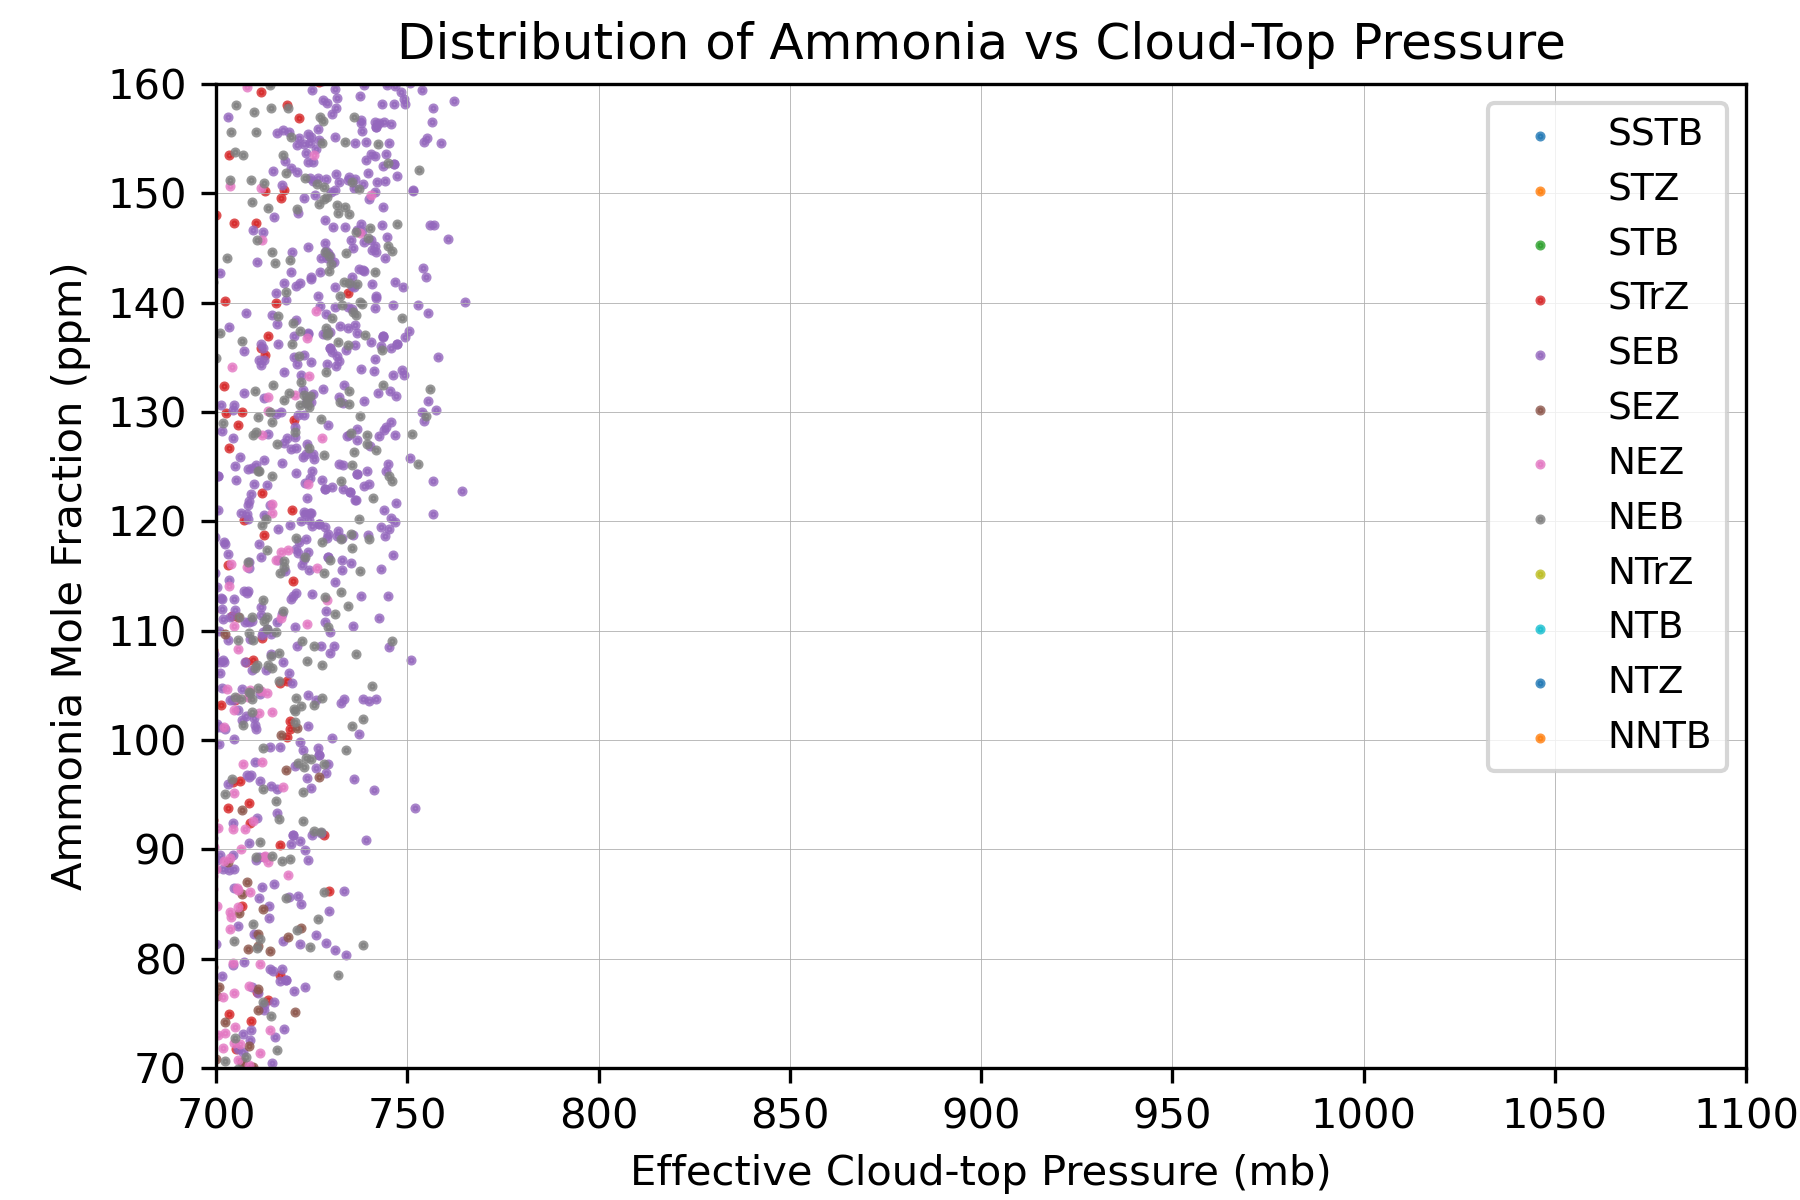 Distribution of Ammonia vs Cloud-Top Pressure
160
150
140
130
120
110
100
90
80
70
Ammonia Mole Fraction (ppm)
SSTB
STZ
STB
STrZ
SEB
SEZ
NEZ
NEB
NTrZ
NTB
NTZ
NNTB
700 750 800 850 900 950 1000 1050 1100
Effective Cloud-top Pressure (mb)